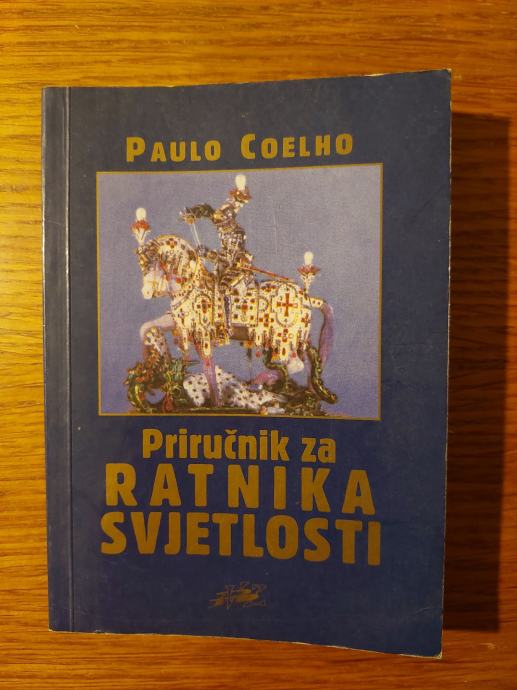 PAULO COELHO
Priručnik za
RATNIKA
SVJETLOSTI